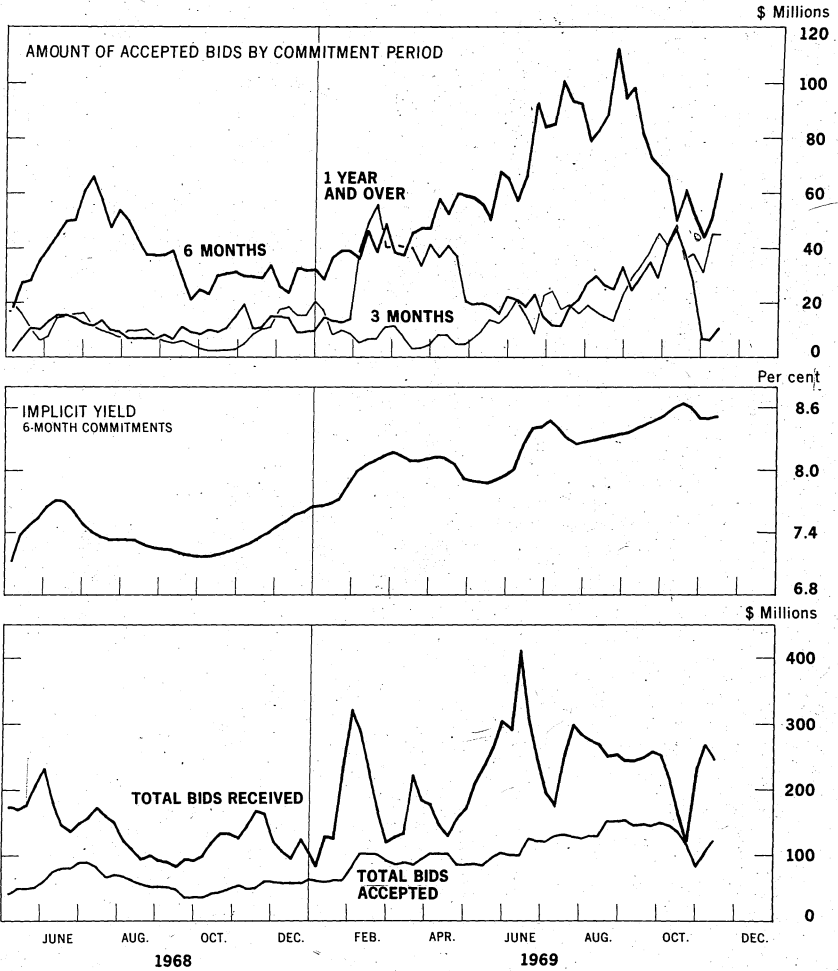 $ Millions
AMOUNT OF ACCEPTED BIDS BY COMMITMENT PERIOD
120
100
80
1 YEAR
AND OVER
60
6 MONTHS
40
3 MONTHS
20
0
Per cent
IMPLICIT YIELD
6-MONTH COMMITMENTS
8.6
8.0
7.4
6.8
$ Millions
400
300
TOTAL BIDS RECEIVED
200
100
TOTAL BIDS
ACCEPTED
0
JUNE AUG. OCT. DEC. FEB. APR. JUNE AUG. OCT. DEC.
1968 1969